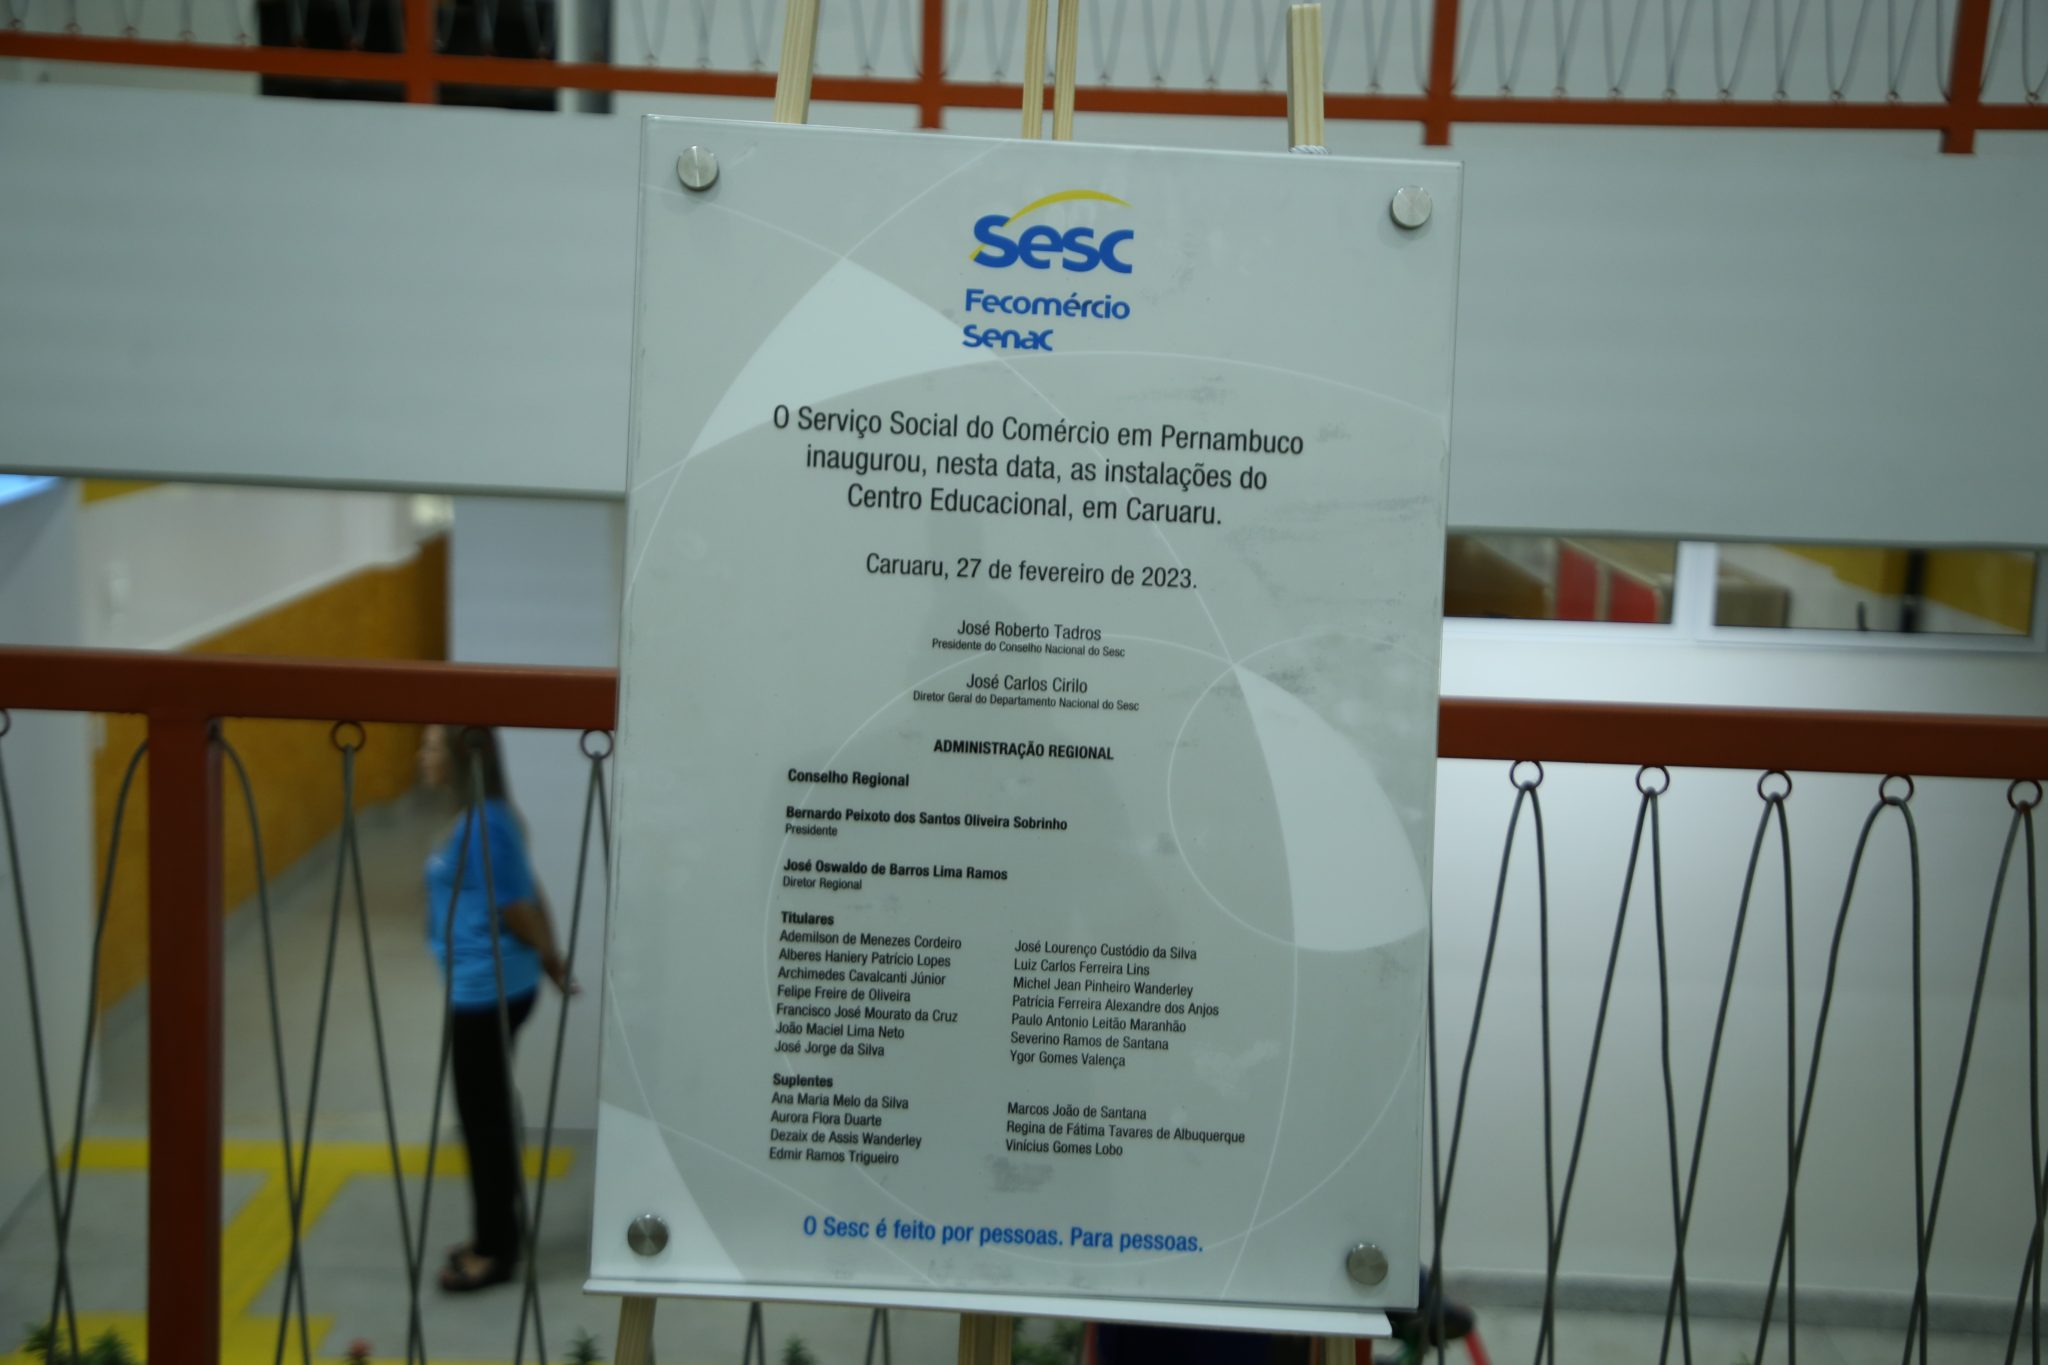 Sesc
Fecomércio
Senac
O Serviço Social do Comércio em Pernambuco
inaugurou, nesta data, as instalações do
Centro Educacional, em Caruaru.
Caruaru, 27 de fevereiro de 2023.
José Roberto Tadros
Presidente do Conselho Nacional do Sesc
José Carlos Cirilo
Diretor Geral do Departamento Nacional do Sesc
ADMINISTRAÇÃO REGIONAL
Conselho Regional
Bernardo Peixoto dos Santos Oliveira Sobrinho
Presidente
José Oswaldo de Barros Lima Ramos
Diretor Regional
Titulares
Ademilson de Menezes Cordeiro
Alberes Haniery Patrício Lopes
Archimedes Cavalcanti Júnior
Felipe Freire de Oliveira
Francisco José Mourato da Cruz
João Maciel Lima Neto
José Jorge da Silva
José Lourenço Custódio da Silva
Luiz Carlos Ferreira Lins
Michel Jean Pinheiro Wanderley
Patrícia Ferreira Alexandre dos Anjos
Paulo Antonio Leitão Maranhão
Severino Ramos de Santana
Ygor Gomes Valença
Suplentes
Ana Maria Melo da Silva
Aurora Flora Duarte
Dezaix de Assis Wanderley
Edmir Ramos Trigueiro
Marcos João de Santana
Regina de Fátima Tavares de Albuquerque
Vinícius Gomes Lobo
O Sesc é feito por pessoas. Para pessoas.